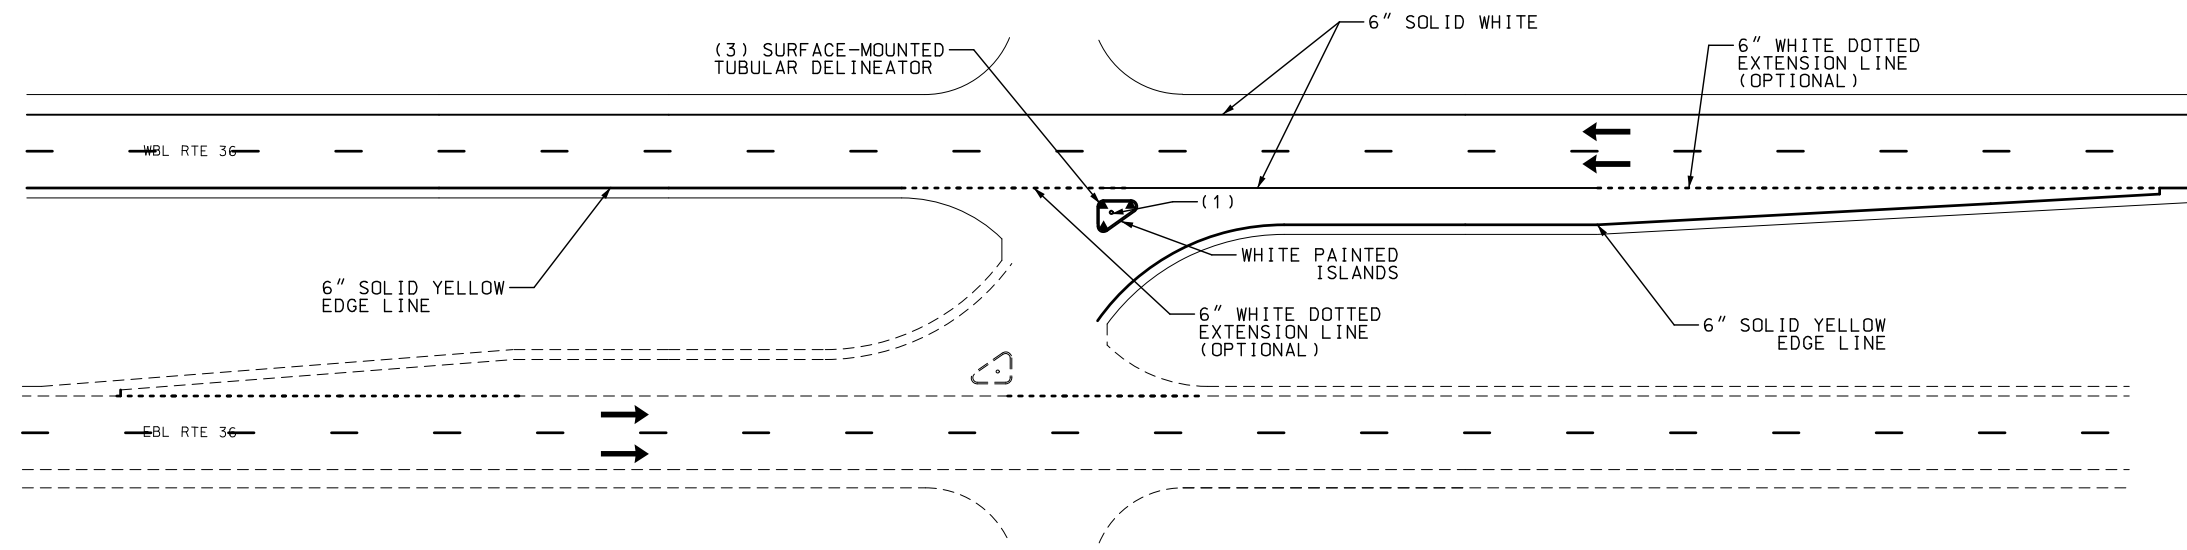 6" SOLID WHITE
(3) SURFACE-MOUNTED
TUBULAR DELINEATOR
6" WHITE DOTTED
EXTENSION LINE
(OPTIONAL)
WBL RTE 36
(1)
WHITE PAINTED
ISLANDS
6" SOLID YELLOW
EDGE LINE
6" WHITE DOTTED
EXTENSION LINE
(OPTIONAL)
6" SOLID YELLOW
EDGE LINE
EBL RTE 36